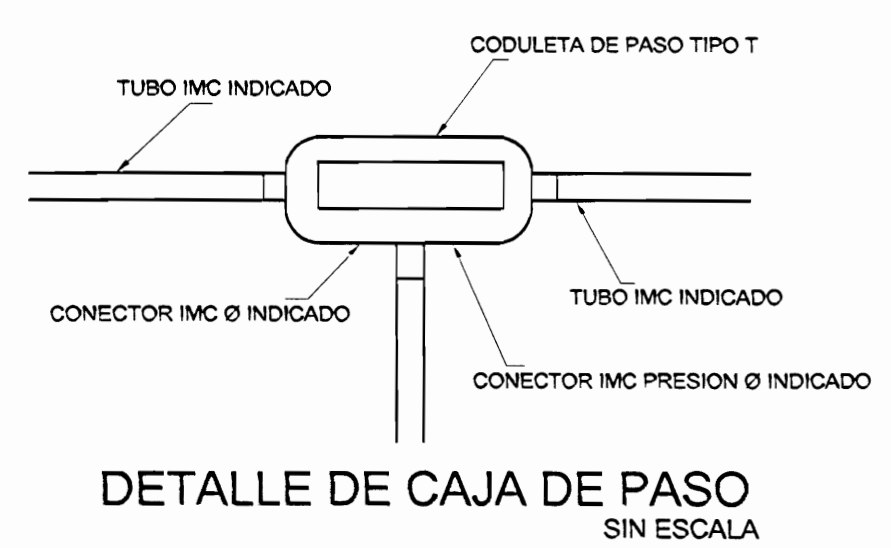 CODULETA DE PASO TIPO T
TUBO IMC INDICADO
TUBO IMC INDICADO
CONECTOR IMC Ø INDICADO
CONECTOR IMC PRESION Ø INDICADO
DETALLE DE CAJA DE PASO
SIN ESCALA